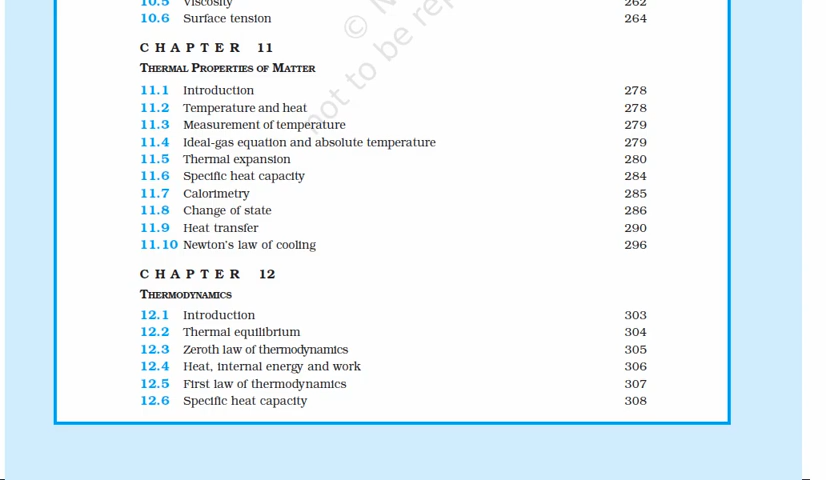 10.5 Viscosity 262
10.6 Surface tension 264
CHAPTER 11
THERMAL PROPERTIES OF MATTER
11.1 Introduction 278
11.2 Temperature and heat 278
11.3 Measurement of temperature 279
11.4 Ideal-gas equation and absolute temperature 279
11.5 Thermal expansion 280
11.6 Specific heat capacity 284
11.7 Calorimetry 285
11.8 Change of state 286
11.9 Heat transfer 290
11.10 Newton's law of cooling 296
CHAPTER 12
THERMODYNAMICS
12.1 Introduction 303
12.2 Thermal equilibrium 304
12.3 Zeroth law of thermodynamics 305
12.4 Heat, internal energy and work 306
12.5 First law of thermodynamics 307
12.6 Specific heat capacity 308
©
not to be